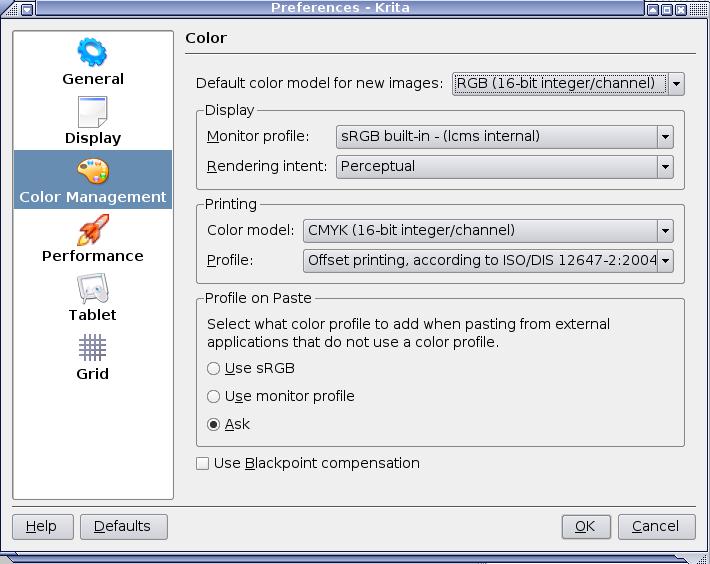 Preferences - Krita
General
Display
Color Management
Performance
Tablet
Grid
Color
Default color model for new images: RGB (16-bit integer/channel)
Display
Monitor profile: sRGB built-in - (lcms internal)
Rendering intent: Perceptual
Printing
Color model: CMYK (16-bit integer/channel)
Profile: Offset printing, according to ISO/DIS 12647-2:2004
Profile on Paste
Select what color profile to add when pasting from external
applications that do not use a color profile.
Use sRGB
Use monitor profile
Ask
Use Blackpoint compensation
Help Defaults OK Cancel